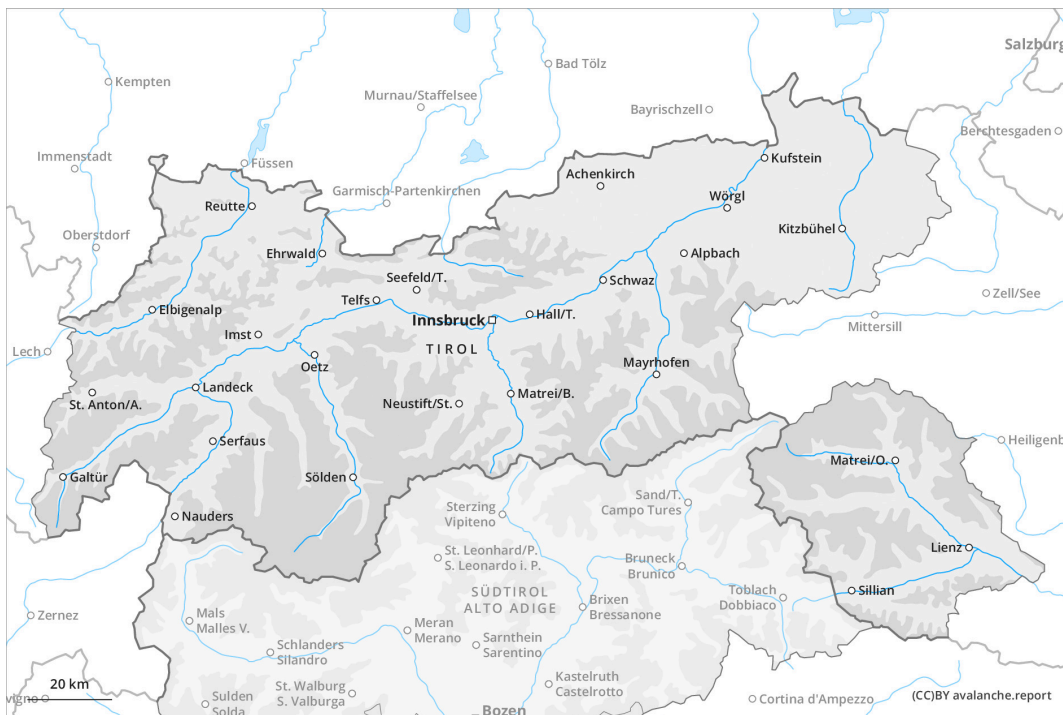 Salzburg
Kempten
Bad Tölz
Murnau/Staffelsee
Bayrischzell
Berchtesgaden
Immenstadt
Füssen
Kufstein
Achenkirch
Garmisch-Partenkirchen
Reutte
Wörgl
Oberstdorf
Kitzbühel
Ehrwald
Alpbach
Seefeld/T.
Schwaz
Zell/See
Telfs
Elbigenalp
Innsbruck
Hall/T.
Mittersill
Imst
TIROL
Lech
Oetz
Mayrhofen
Landeck
Matrei/B.
St. Anton/A.
Neustift/St.
Serfaus
Heiligenb
Matrei/O.
Galtür
Sölden
Sand/T.
Campo Tures
Sterzing
Vipiteno
Nauders
Lienz
St. Leonhard/P.
S. Leonardo i. P.
Bruneck
Brunico
SÜDTIROL
ALTO ADIGE
Toblach
Dobbiaco
Sillian
Brixen
Bressanone
Zernez
Mals
Malles V.
Meran
Merano
Sarnthein
Sarentino
Schlanders
Silandro
Kastelruth
Castelrotto
20 km
St. Walburg
S. Valburga
vigno
Sulden
Solda
Cortina d'Ampezzo
(CC)BY avalanche.report
Bozen